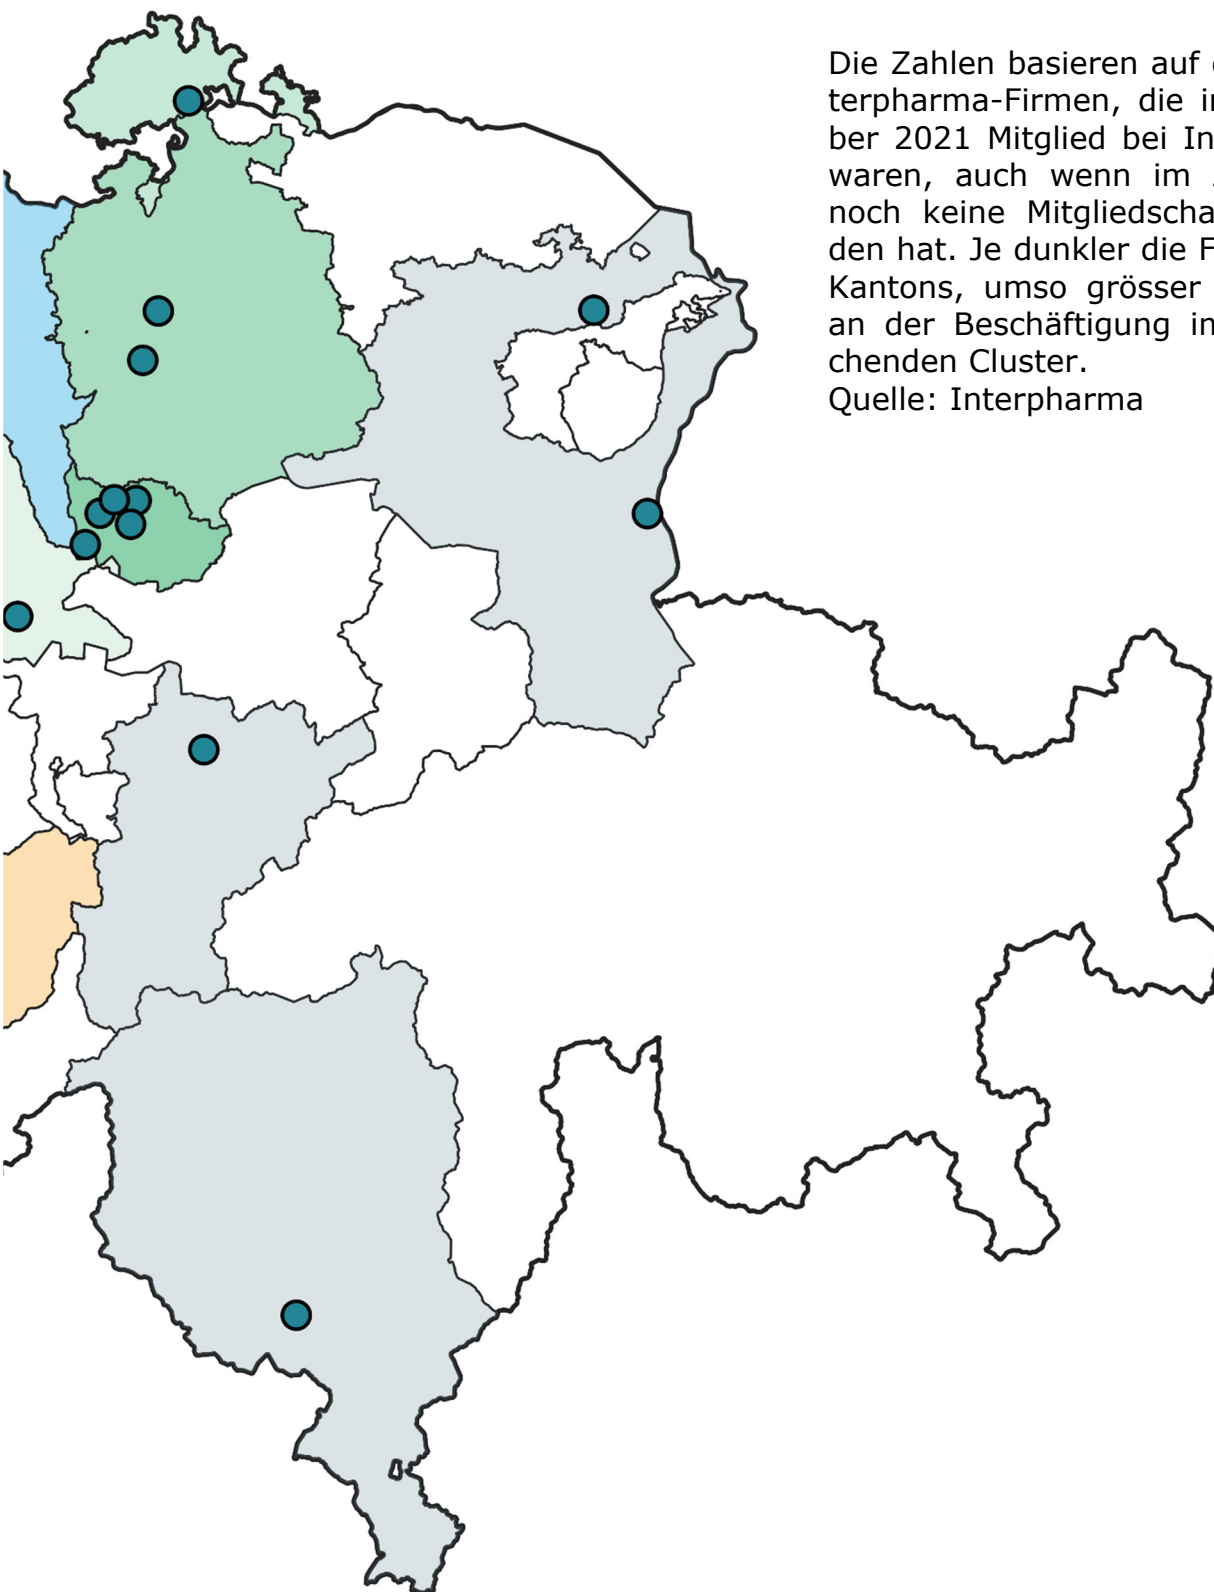 Die Zahlen basieren auf
terpharma-Firmen, die
ber 2021 Mitglied bei In
waren, auch wenn im
noch keine Mitgliedscha
den hat. Je dunkler die F
Kantons, umso grösser
an der Beschäftigung in
chenden Cluster.
Quelle: Interpharma